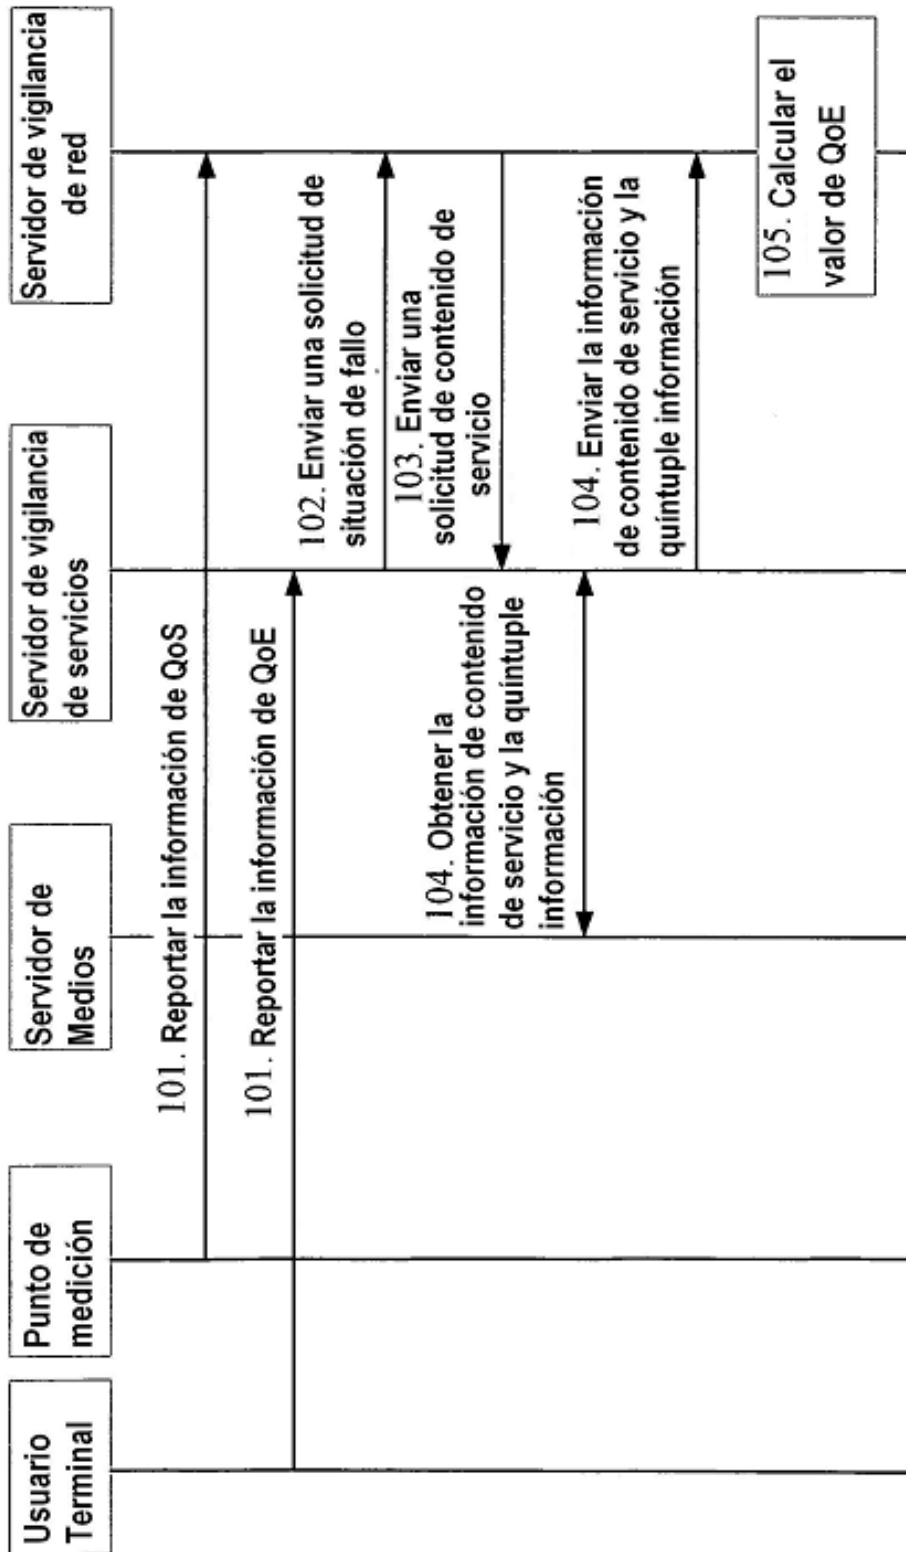 Usuario
Terminal
Punto de
medición
Servidor de
Medios
Servidor de vigilancia
de servicios
Servidor de vigilancia
de red
101. Reportar la información de QoS
101. Reportar la información de QoE
102. Enviar una solicitud de
situación de fallo
103. Enviar una
solicitud de contenido de
servicio
104. Obtener la
información de contenido
de servicio y la quíntuple
información
104. Enviar la información
de contenido de servicio y la
quíntuple información
105. Calcular el
valor de QoE